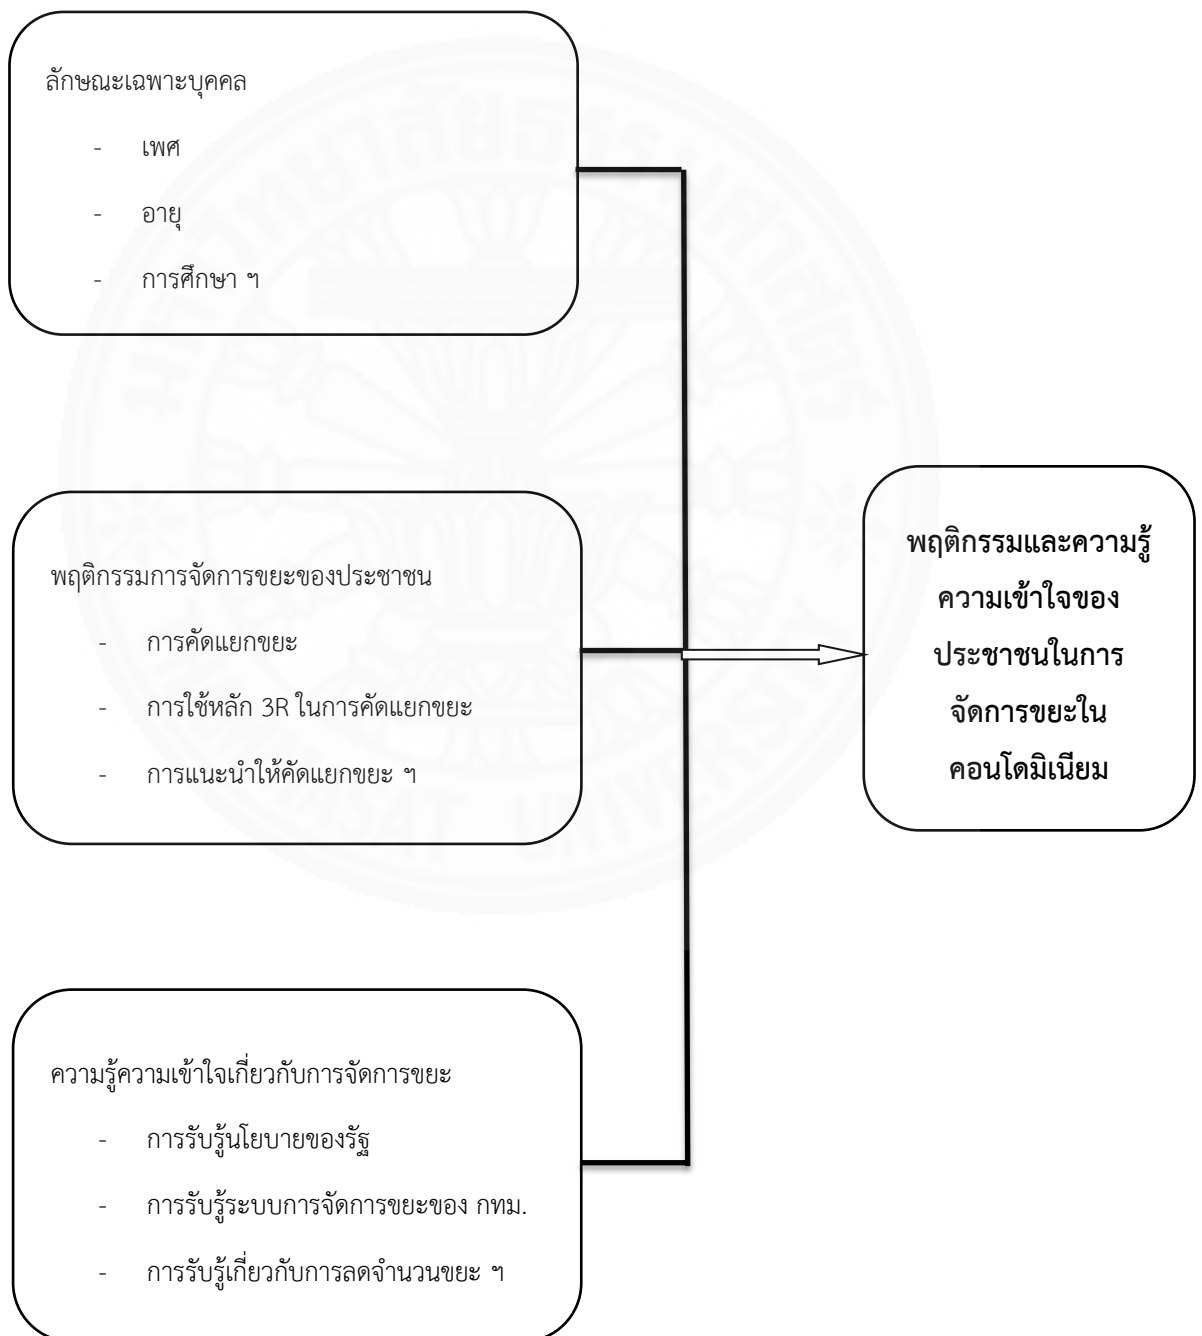 ลักษณะเฉพาะบุคคล
- เพศ
- อายุ
- การศึกษา ฯ
พฤติกรรมการจัดการขยะของประชาชน
- การคัดแยกขยะ
- การใช้หลัก 3R ในการคัดแยกขยะ
- การแนะนำให้คัดแยกขยะ ฯ
พฤติกรรมและความรู้
ความเข้าใจของ
ประชาชนในการ
จัดการขยะใน
คอนโดมิเนียม
ความรู้ความเข้าใจเกี่ยวกับการจัดการขยะ
- การรับรู้นโยบายของรัฐ
- การรับรู้ระบบการจัดการขยะของ กทม.
- การรับรู้เกี่ยวกับการลดจำนวนขยะ ฯ